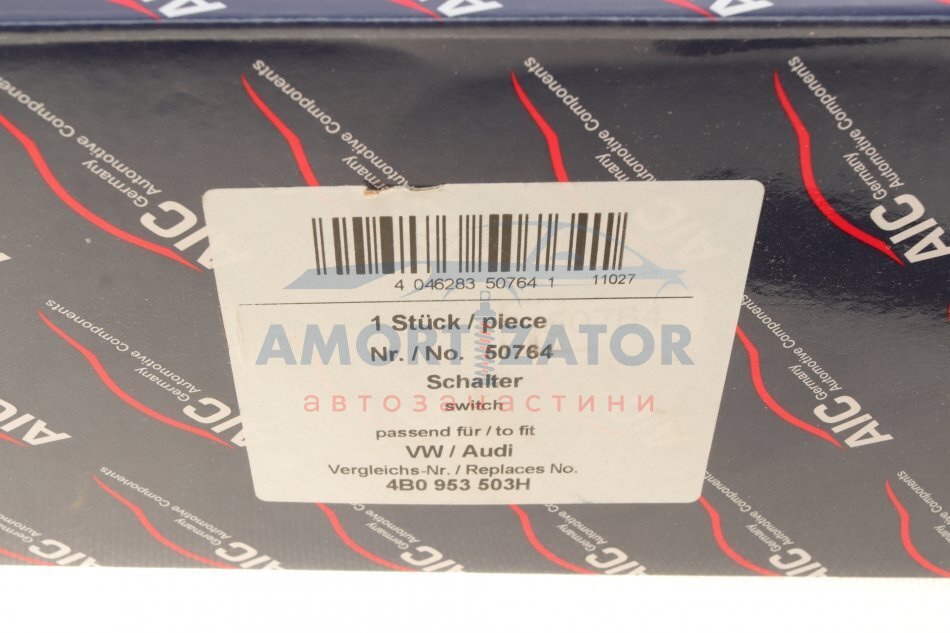 AIC Germany
Automotive Components
4 046283 50764 1 11027
1 Stück / piece
Nr. / No. 50764
Schalter
switch
passend für / to fit
VW / Audi
Vergleichs-Nr. / Replaces No.
4B0 953 503H
AMORTIZATOR
автозапчастини